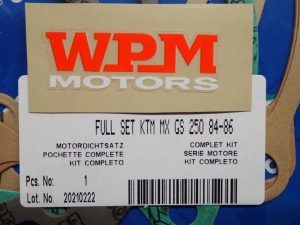 WPM
MOTORS
FULL SET KTM MX GS 250 84-86
MOTORDICHTSATZ COMPLET KIT
POCHETTE COMPLETE SERIE MOTORE
KIT COMPLETO KIT COMPLETO
Pcs. No: 1
Lot. No. 20210222